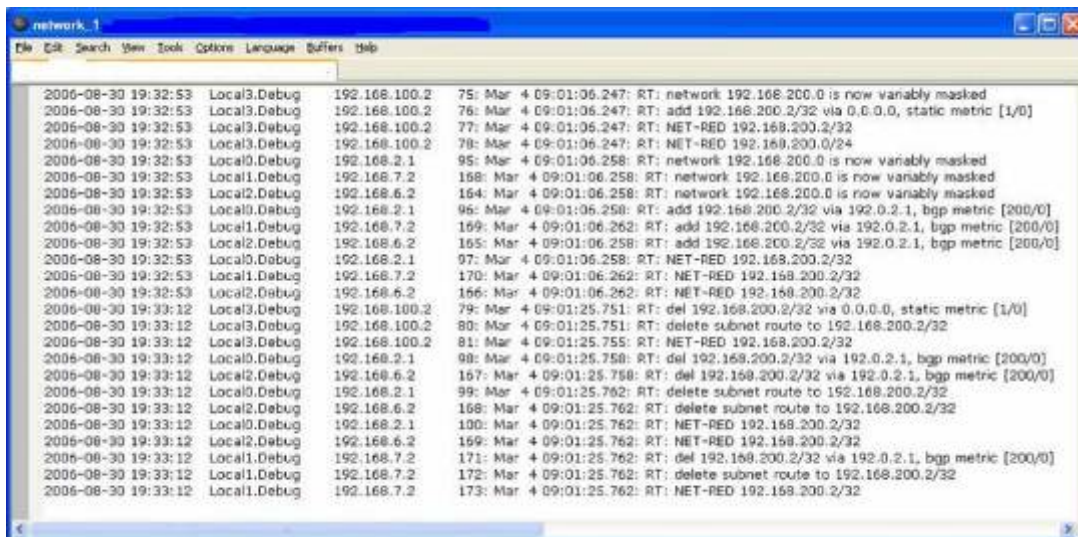 network_1
File Edit Search View Tools Options Language Buffers Help
2006-08-30 19:32:53 Local3.Debug 192.168.100.2 75: Mar 4 09:01:06.247: RT: network 192.168.200.0 is now variably masked
2006-08-30 19:32:53 Local3.Debug 192.168.100.2 76: Mar 4 09:01:06.247: RT: add 192.168.200.2/32 via 0.0.0.0, static metric [1/0]
2006-08-30 19:32:53 Local3.Debug 192.168.100.2 77: Mar 4 09:01:06.247: RT: NET-RED 192.168.200.2/32
2006-08-30 19:32:53 Local3.Debug 192.168.100.2 78: Mar 4 09:01:06.247: RT: NET-RED 192.168.200.0/24
2006-08-30 19:32:53 Local0.Debug 192.168.2.1 95: Mar 4 09:01:06.258: RT: network 192.168.200.0 is now variably masked
2006-08-30 19:32:53 Local1.Debug 192.168.7.2 168: Mar 4 09:01:06.258: RT: network 192.168.200.0 is now variably masked
2006-08-30 19:32:53 Local2.Debug 192.168.6.2 164: Mar 4 09:01:06.258: RT: network 192.168.200.0 is now variably masked
2006-08-30 19:32:53 Local0.Debug 192.168.2.1 96: Mar 4 09:01:06.258: RT: add 192.168.200.2/32 via 192.0.2.1, bgp metric [200/0]
2006-08-30 19:32:53 Local1.Debug 192.168.7.2 169: Mar 4 09:01:06.262: RT: add 192.168.200.2/32 via 192.0.2.1, bgp metric [200/0]
2006-08-30 19:32:53 Local2.Debug 192.168.6.2 165: Mar 4 09:01:06.258: RT: add 192.168.200.2/32 via 192.0.2.1, bgp metric [200/0]
2006-08-30 19:32:53 Local0.Debug 192.168.2.1 97: Mar 4 09:01:06.258: RT: NET-RED 192.168.200.2/32
2006-08-30 19:32:53 Local1.Debug 192.168.7.2 170: Mar 4 09:01:06.262: RT: NET-RED 192.168.200.2/32
2006-08-30 19:32:53 Local2.Debug 192.168.6.2 166: Mar 4 09:01:06.262: RT: NET-RED 192.168.200.2/32
2006-08-30 19:33:12 Local3.Debug 192.168.100.2 79: Mar 4 09:01:25.751: RT: del 192.168.200.2/32 via 0.0.0.0, static metric [1/0]
2006-08-30 19:33:12 Local3.Debug 192.168.100.2 80: Mar 4 09:01:25.751: RT: delete subnet route to 192.168.200.2/32
2006-08-30 19:33:12 Local3.Debug 192.168.100.2 81: Mar 4 09:01:25.755: RT: NET-RED 192.168.200.2/32
2006-08-30 19:33:12 Local0.Debug 192.168.2.1 98: Mar 4 09:01:25.758: RT: del 192.168.200.2/32 via 192.0.2.1, bgp metric [200/0]
2006-08-30 19:33:12 Local2.Debug 192.168.6.2 167: Mar 4 09:01:25.758: RT: del 192.168.200.2/32 via 192.0.2.1, bgp metric [200/0]
2006-08-30 19:33:12 Local0.Debug 192.168.2.1 99: Mar 4 09:01:25.762: RT: delete subnet route to 192.168.200.2/32
2006-08-30 19:33:12 Local2.Debug 192.168.6.2 168: Mar 4 09:01:25.762: RT: delete subnet route to 192.168.200.2/32
2006-08-30 19:33:12 Local0.Debug 192.168.2.1 100: Mar 4 09:01:25.762: RT: NET-RED 192.168.200.2/32
2006-08-30 19:33:12 Local2.Debug 192.168.6.2 169: Mar 4 09:01:25.762: RT: NET-RED 192.168.200.2/32
2006-08-30 19:33:12 Local1.Debug 192.168.7.2 171: Mar 4 09:01:25.762: RT: del 192.168.200.2/32 via 192.0.2.1, bgp metric [200/0]
2006-08-30 19:33:12 Local1.Debug 192.168.7.2 172: Mar 4 09:01:25.762: RT: delete subnet route to 192.168.200.2/32
2006-08-30 19:33:12 Local1.Debug 192.168.7.2 173: Mar 4 09:01:25.762: RT: NET-RED 192.168.200.2/32